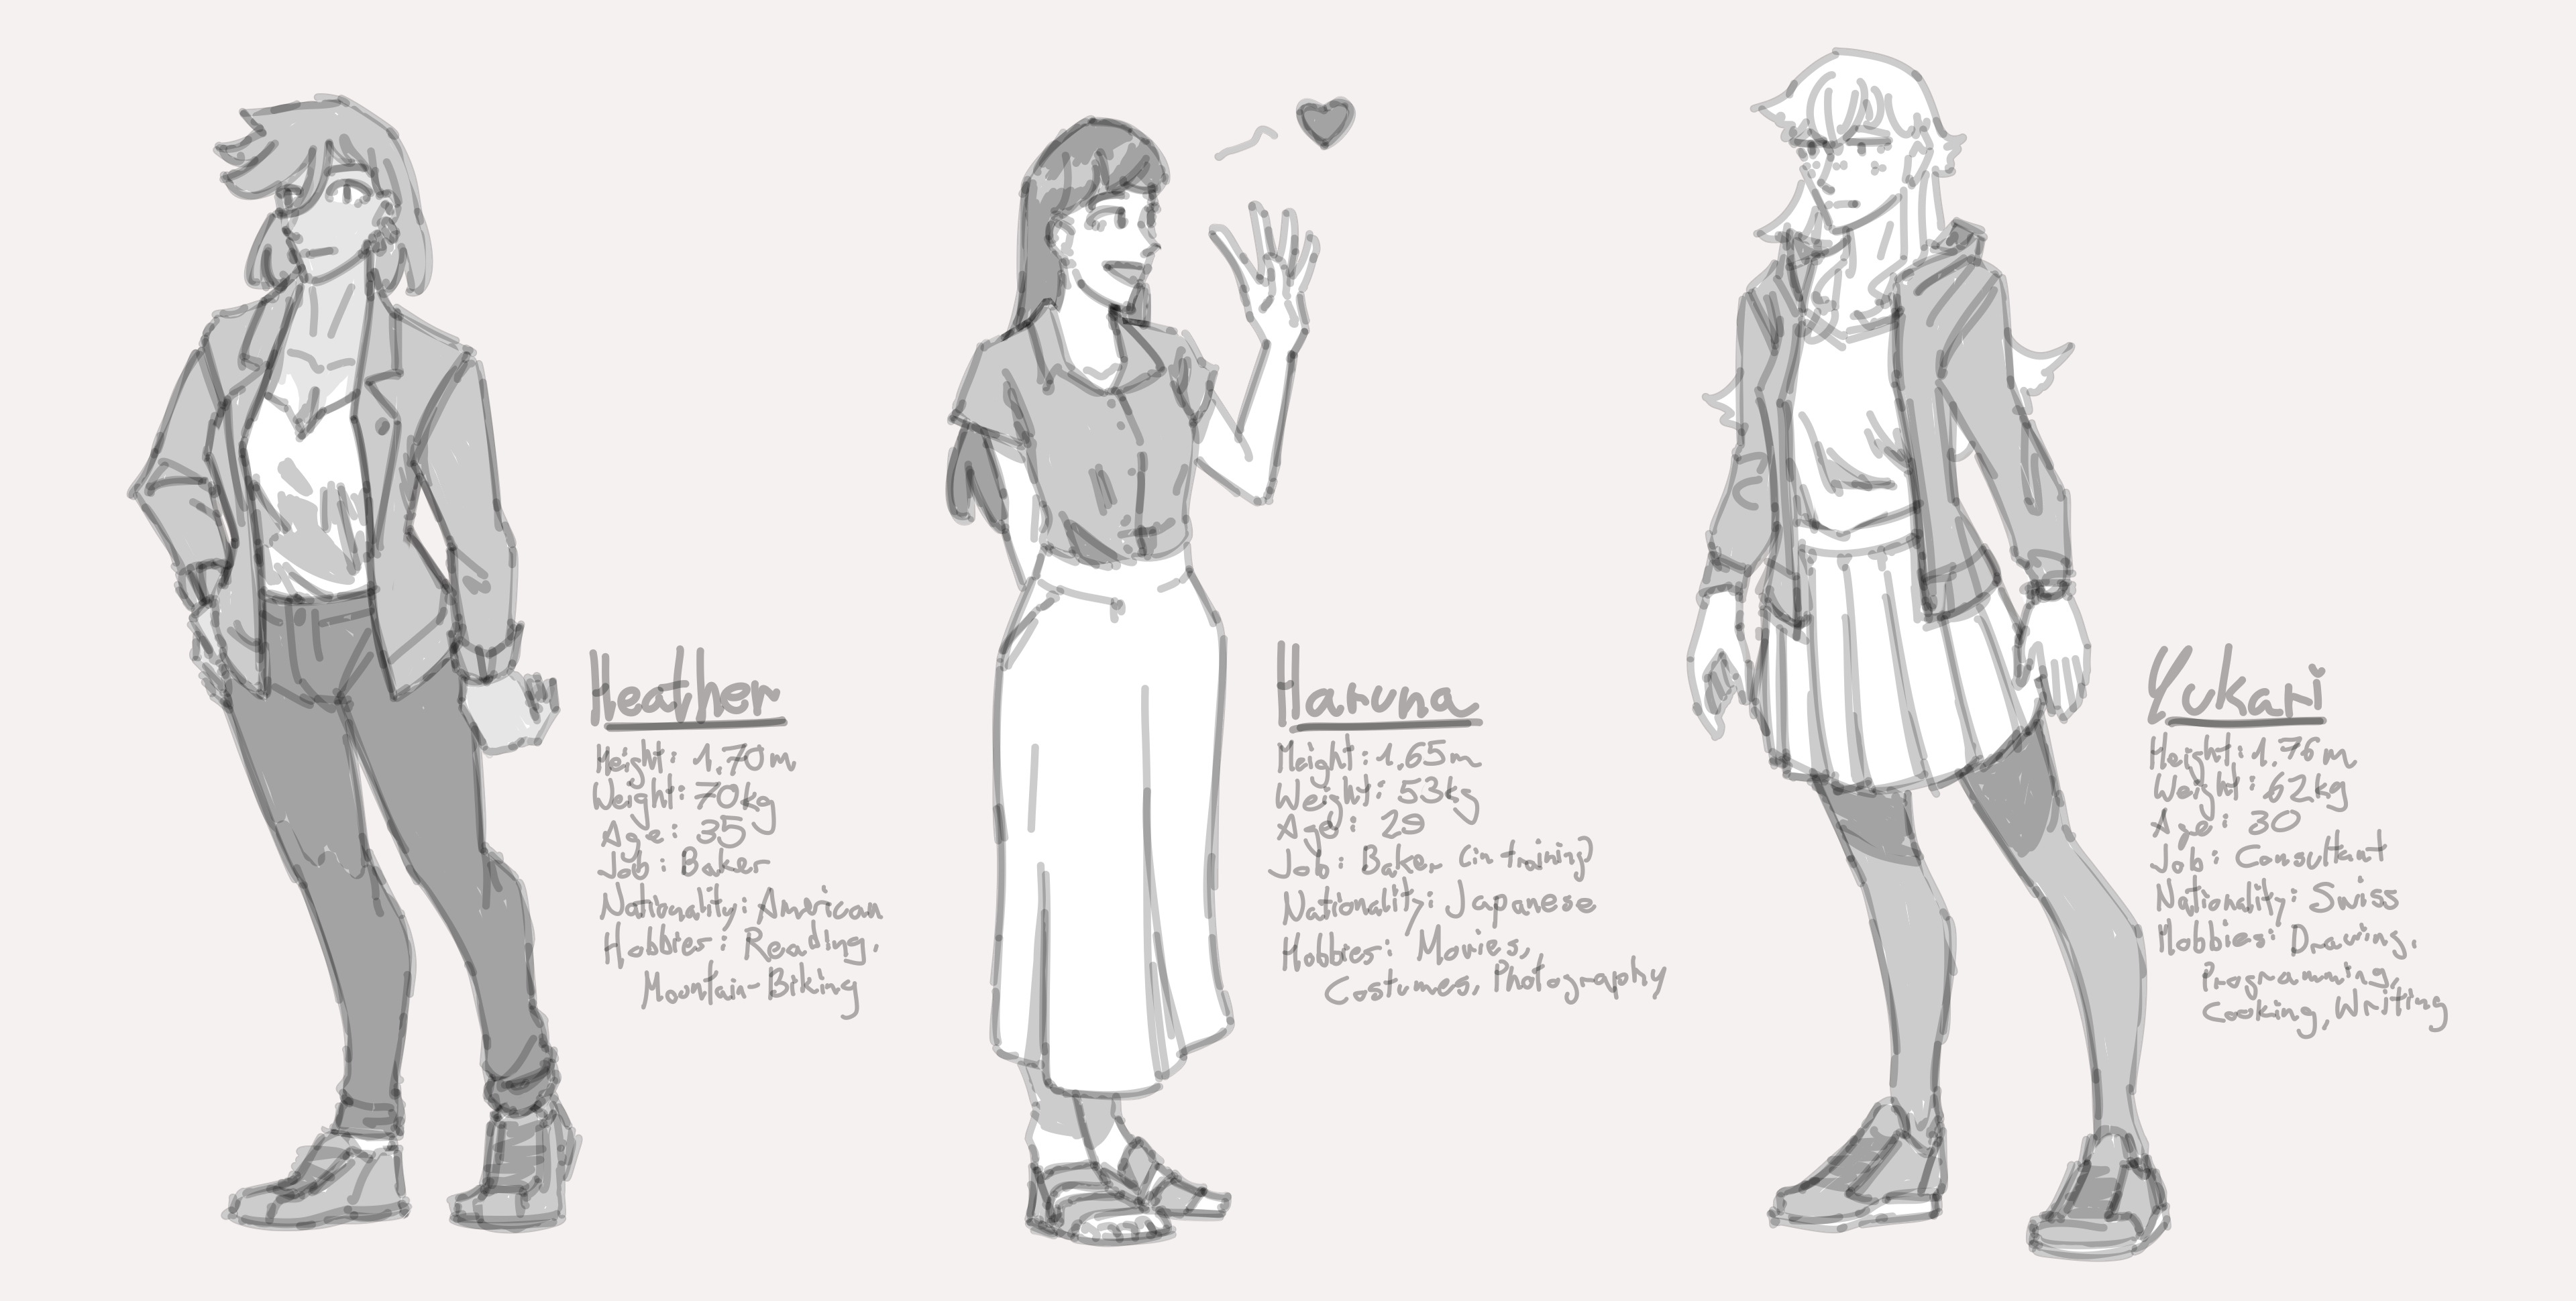 Heather
Height: 1.70m
Weight: 70kg
Age: 35
Job: Baker
Nationality: American
Hobbies: Reading,
Mountain-Biking
Haruna
Height: 1.65m
Weight: 53kg
Age: 29
Job: Baker (in training)
Nationality: Japanese
Hobbies: Movies,
Costumes, Photography
Yukari
Height: 1.76m
Weight: 62kg
Age: 30
Job: Consultant
Nationality: Swiss
Hobbies: Drawing,
Programming,
Cooking, Writing